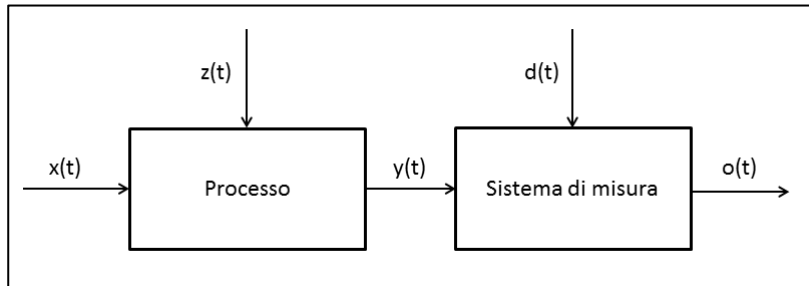 z(t)
d(t)
x(t)
Processo
y(t)
Sistema di misura
o(t)